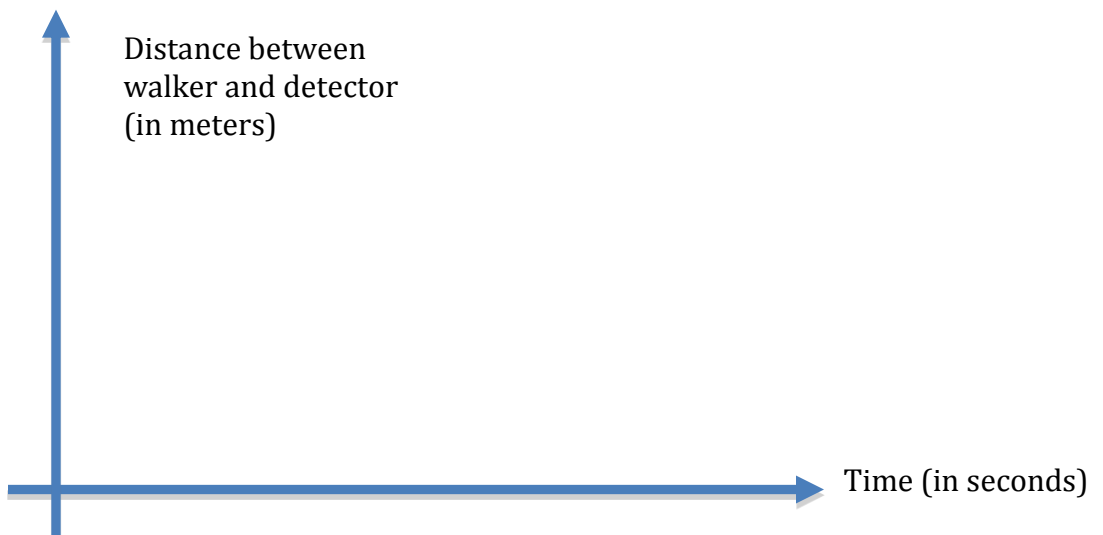 Distance between
walker and detector
(in meters)
Time (in seconds)